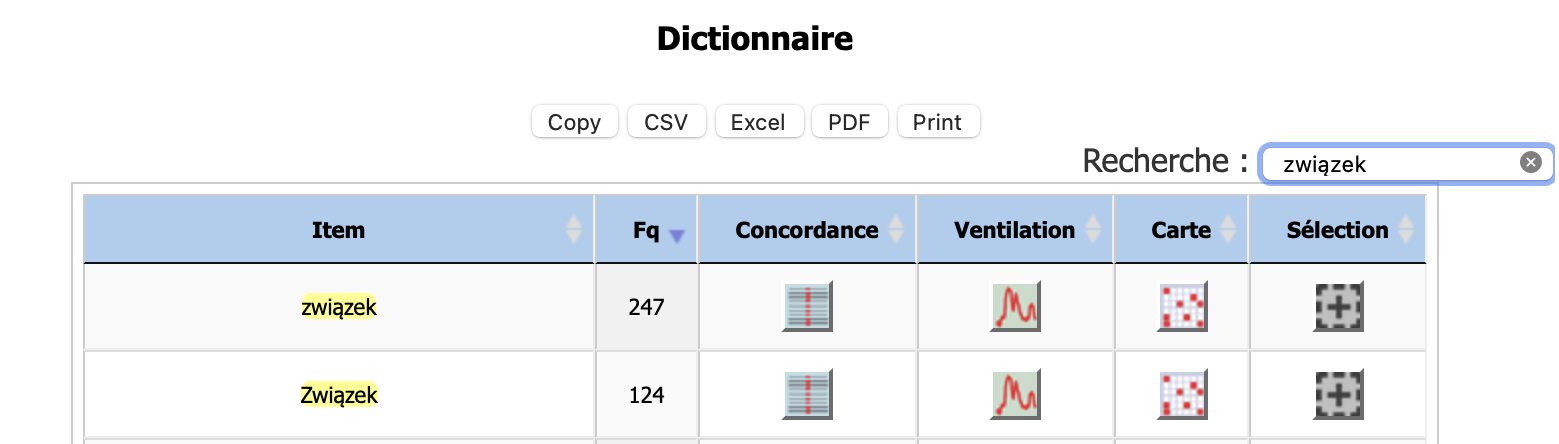 Dictionnaire
Copy CSV Excel PDF Print
Recherche : związek
Item Fq Concordance Ventilation Carte Sélection
związek 247
Związek 124